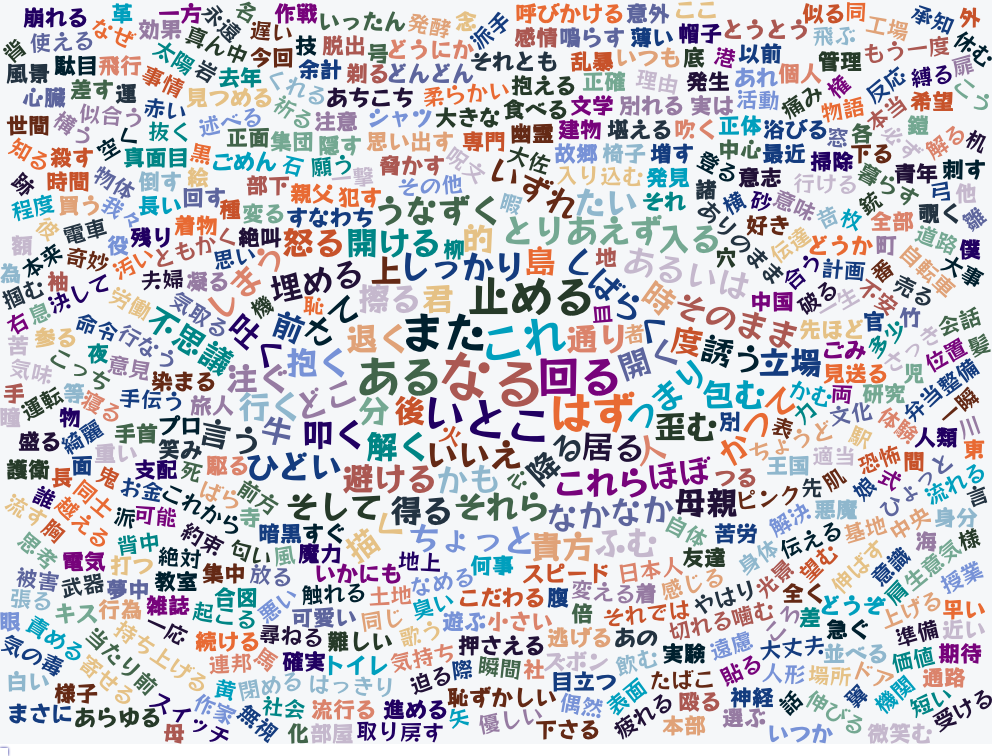 崩れる
革
一方
永遠
名
作戦
いったん
発酵
念
派手
呼びかける
意外
ここ
似る
同
工場
承知
外
省
使える
なぜ
効果
真ん中
遅い
技
脱出
号
どうにか
感情
鳴らす
薄い
帽子
とうとう
飛ぶ
休む
風景
駄目
飛行
太陽
岩
今回
余計
剃る
どんどん
それとも
乱暴
いつも
底
港
以前
管理
もう一度
扉
心臓
差す
運
事情
去年
くれる
あちこち
柔らかい
抱える
正確
理由
発生
あれ
個人
権
反応
縛る
希望
似合う
赤い
見つめる
祈る
注意
シャツ
大きな
食べる
文学
別れる
実は
活動
痛み
物語
本当
世間
横う
空く
抜く
述べる
正面
集団
隠す
思い出す
専門
幽霊
建物
堪える
吹く
正体
浴びる
窓
各
鎧
知る
殺す
真面目
黒
ごめん
石
願う
脅かす
呪文
大佐
故郷
椅子
増す
中心
最近
掃除
下る
解る
机
跡
時間
物体
倒す
絵
部下
撃
その他
いずれ
入り込む
発見
登る
意志
行ける
暮らす
青年
刺す
程度
買う
我々
長い
回す
種
親父
犯す
暇
たい
それ
諸
横
砂
意味
銃
弓
他
電車
役
残り
着物
変る
すなわち
うなずく
とりあえず
入る
ありのまま
好き
音
枚
全部
覗く
誰
額
本来
奇妙
汚い
ともかく
絶叫
怒る
開ける
柳
的
穴
伝達
どうか
町
道路
僕
為
掴む
袖
決して
夫婦
凝る
思い
しまう
埋める
上
しっかり
島
くしばらく
地
あるいは
合う
計画
番
自転車
大事
右
息
労働
気取る
機
恥
擦る
君
止める
皿
時
そのまま
中国
破る
一生
不安
売る
苦
参る
命令
行なう
不思議
吐く
前
さて
退く
また
これ
通り
者
度
誘う
立場
先ほど
官
多少
竹
会話
気味
こっち
夜
意見
染まる
注ぐ
抱く
ある
なる
回る
開く
つまり
包む
ごみ
見送る
さっき
児
位置
髪
手
瞳
運転
等
寝る
手伝う
旅人
行く
どこ
分
後
いとこ
はず
かむ
力
両
研究
弁当
整備
一瞬
盛る
物
綺麗
重い
手首
プロ
笑み
言う
牛
叩く
解く
火
いいえ
降る
居る
人
歪む
別
かつて
表
文化
駅
体験
人類
川
護衛
長
面
鬼
支配
死
駆る
ひどい
避ける
かも
これら
ほぼ
つる
ちょうど
王国
適当
恐怖
間
東
誰
同士
越える
お金
これから
ばら
前方
そして
得る
それら
なかなか
母親
ピンク
先
肌
娘
式
ひょっと
流れる
言
流す
胸
派
可能
約束
寺
暗黒
すぐ
描く
ちょっと
貴方
ふむ
自体
苦労
解決
悪魔
基地
中央
身分
思考
電気
背中
絶対
匂い
風
魔力
地上
何事
友達
身体
伝える
海
様
被害
武器
打つ
教室
集中
放る
いかにも
なめる
スピード
日本人
感じる
光景
望む
伸ばす
意識
生意気
授業
張る
夢中
合図
悪い
触れる
土地
臭い
こだわる
腹
変える
着
やはり
全く
肩
キス
行為
雑誌
起こる
可愛い
同じ
歌う
遊ぶ
小さい
倍
それでは
切れる
噛む
ころ
差
どうぞ
上げる
早い
眼
責める
当たり前
持ち上げる
一応
続ける
尋ねる
難しい
気持ち
押さえる
逃げる
あの
実験
遠慮
大丈夫
急ぐ
並べる
準備
近い
気の毒
寄せる
連邦
馬
確実
トイレ
迫る
際
瞬間
社
ズボン
飲む
貼る
人形
場所
ドア
価値
期待
白い
様子
作家
黄
閉める
はっきり
恥ずかしい
目立つ
たばこ
神経
話
翼
機関
通路
まさに
あらゆる
スイッチ
無視
社会
流行る
進める
矢
優しい
偶然
表面
疲れる
殴る
選ぶ
伸びる
短い
受ける
母
化
部屋
取り戻す
下さる
本部
いつか
微笑む